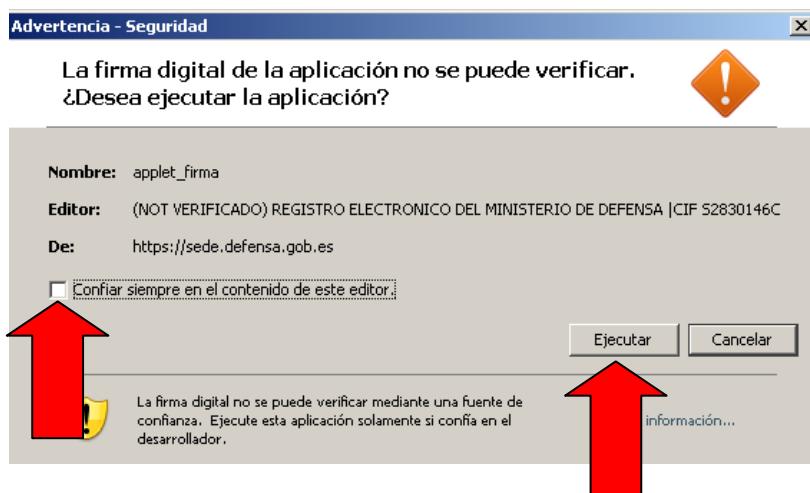 Advertencia - Seguridad
La firma digital de la aplicación no se puede verificar.
¿Desea ejecutar la aplicación?
Nombre: applet_firma
Editor: (NOT VERIFICADO) REGISTRO ELECTRONICO DEL MINISTERIO DE DEFENSA |CIF S2830146C
De: https://sede.defensa.gob.es
Confiar siempre en el contenido de este editor.
Ejecutar Cancelar
La firma digital no se puede verificar mediante una fuente de
confianza. Ejecute esta aplicación solamente si confía en el
desarrollador.
información...